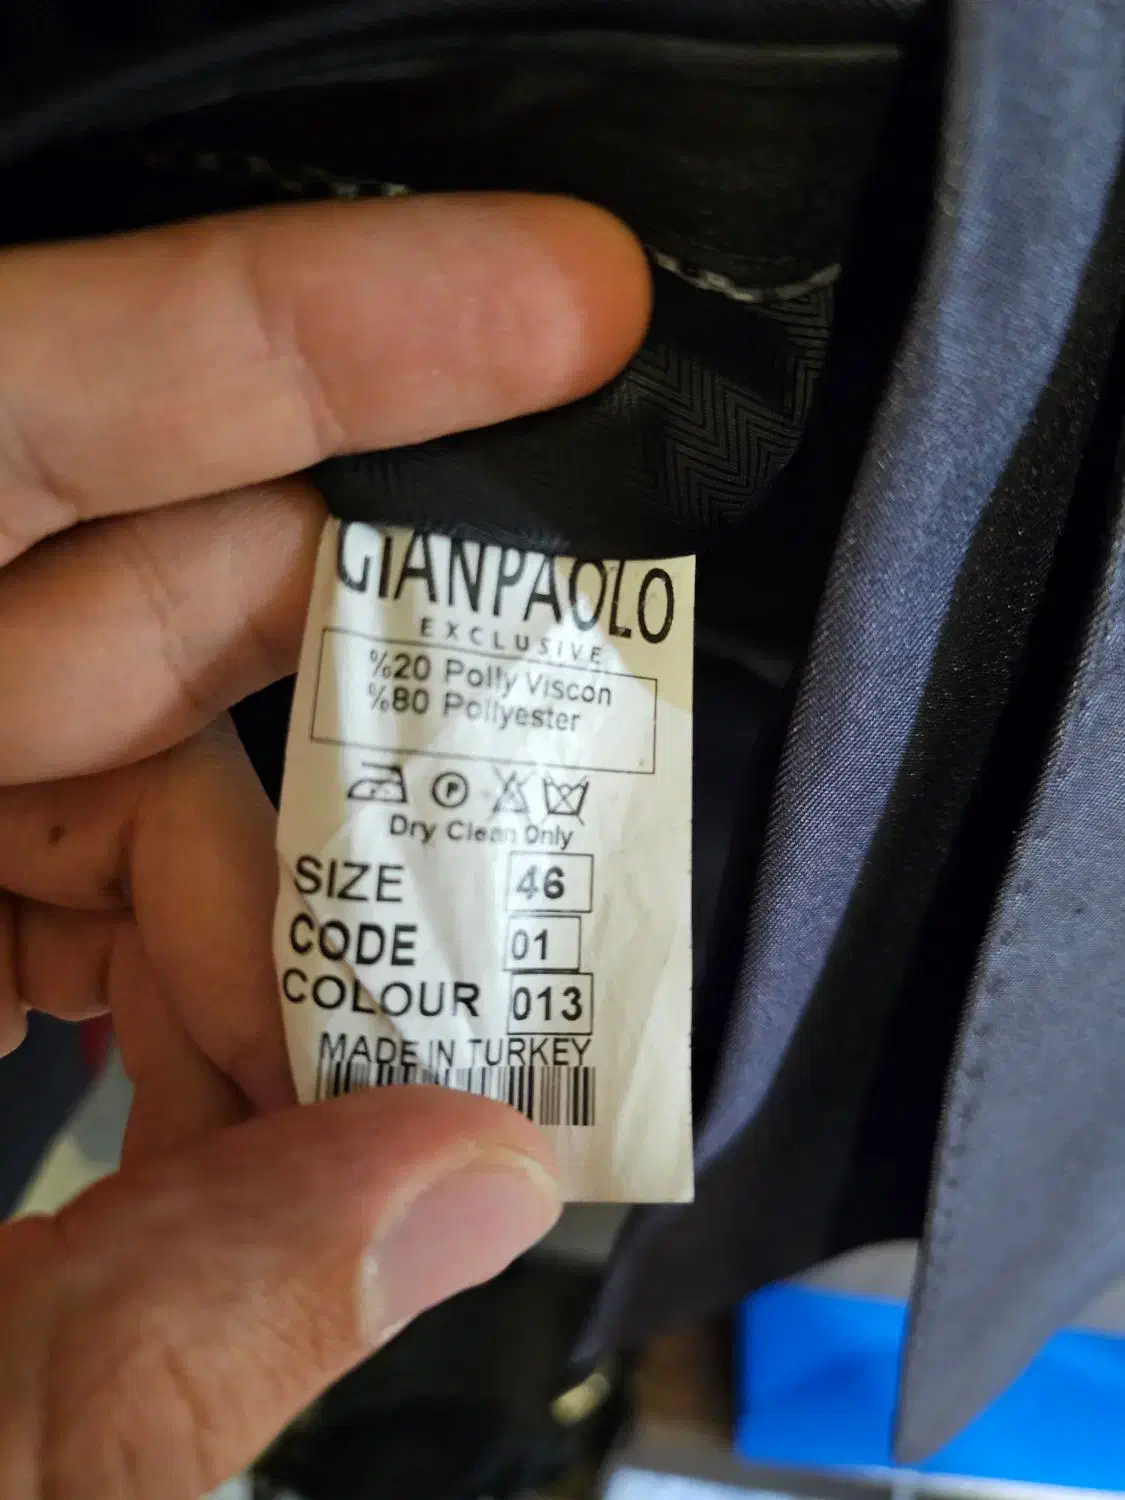 GIANPAOLO
EXCLUSIVE
%20 Polly Viscon
%80 Pollyester
P
Dry Clean Only
SIZE 46
CODE 01
COLOUR 013
MADE IN TURKEY